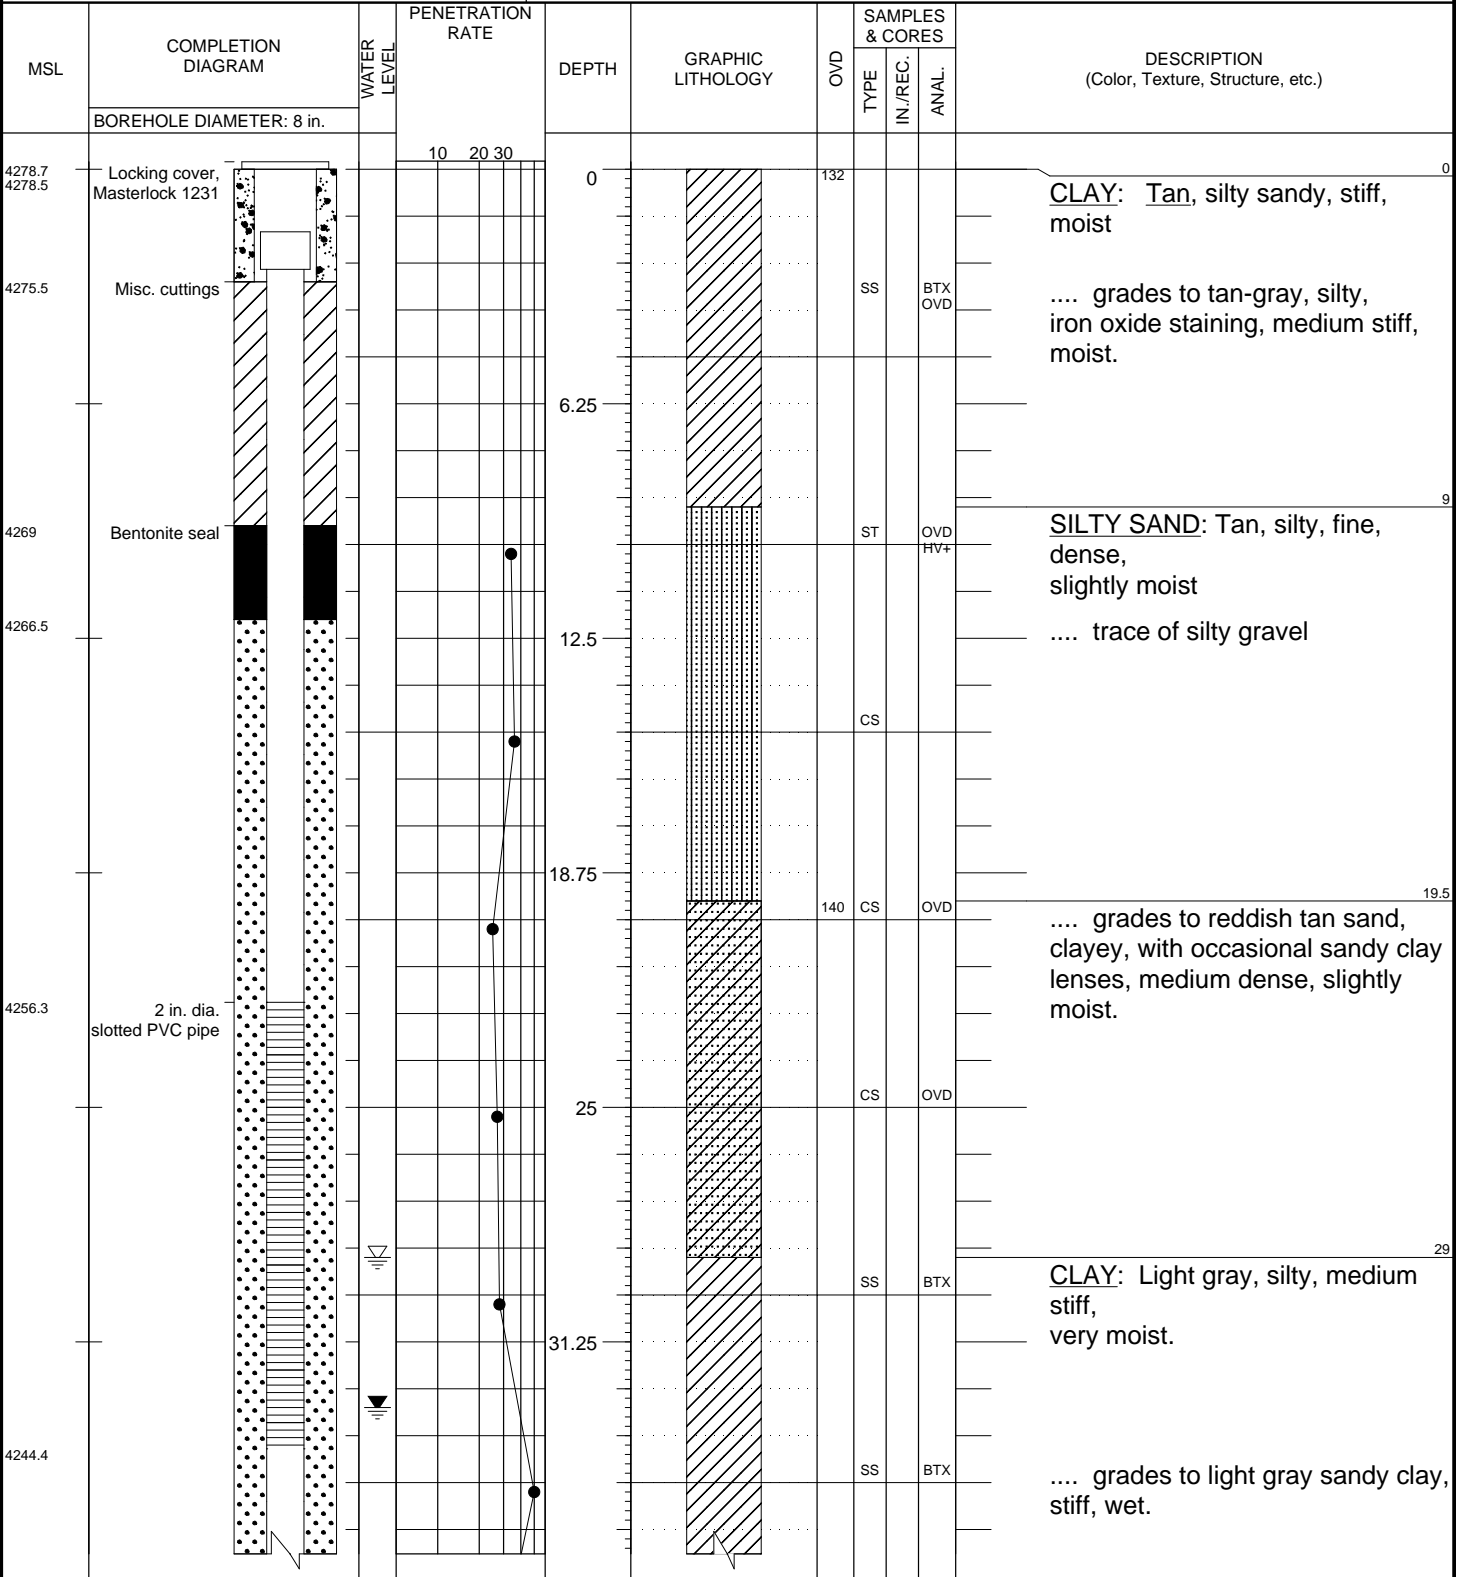 MSL
COMPLETION
DIAGRAM
BOREHOLE DIAMETER: 8 in.
WATER
LEVEL
PENETRATION
RATE
DEPTH
GRAPHIC
LITHOLOGY
OVD
SAMPLES
& CORES
TYPE
IN./REC.
ANAL.
DESCRIPTION
(Color, Texture, Structure, etc.)
10 20 30
4278.7
4278.5
Locking cover,
Masterlock 1231
0
132
0
CLAY: Tan, silty sandy, stiff,
moist
4275.5
Misc. cuttings
SS
BTX
OVD
.... grades to tan-gray, silty,
iron oxide staining, medium stiff,
moist.
6.25
9
4269
Bentonite seal
ST
OVD
HV+
SILTY SAND: Tan, silty, fine,
dense,
slightly moist
4266.5
12.5
.... trace of silty gravel
CS
18.75
19.5
140
CS
OVD
.... grades to reddish tan sand,
clayey, with occasional sandy clay
lenses, medium dense, slightly
moist.
4256.3
2 in. dia.
slotted PVC pipe
25
CS
OVD
29
SS
BTX
CLAY: Light gray, silty, medium
stiff,
very moist.
31.25
4244.4
SS
BTX
.... grades to light gray sandy clay,
stiff, wet.